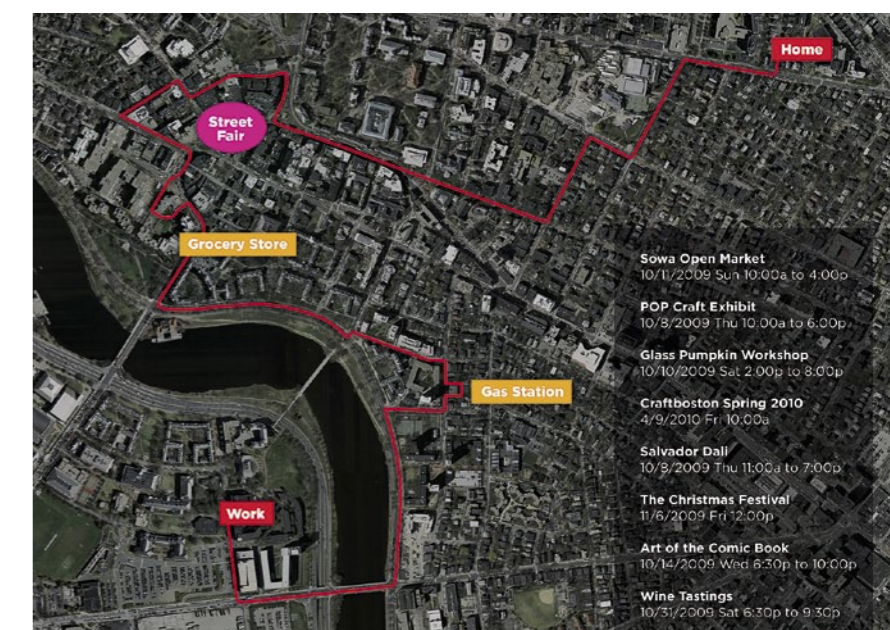 Home
Street
Fair
Grocery Store
Gas Station
Work
Sowa Open Market
10/11/2009 Sun 10:00a to 4:00p
POP Craft Exhibit
10/8/2009 Thu 10:00a to 6:00p
Glass Pumpkin Workshop
10/10/2009 Sat 2:00p to 8:00p
Craftboston Spring 2010
4/9/2010 Fri 10:00a
Salvador Dali
10/8/2009 Thu 11:00a to 7:00p
The Christmas Festival
11/6/2009 Fri 12:00p
Art of the Comic Book
10/14/2009 Wed 6:30p to 10:00p
Wine Tastings
10/31/2009 Sat 6:30p to 9:30p